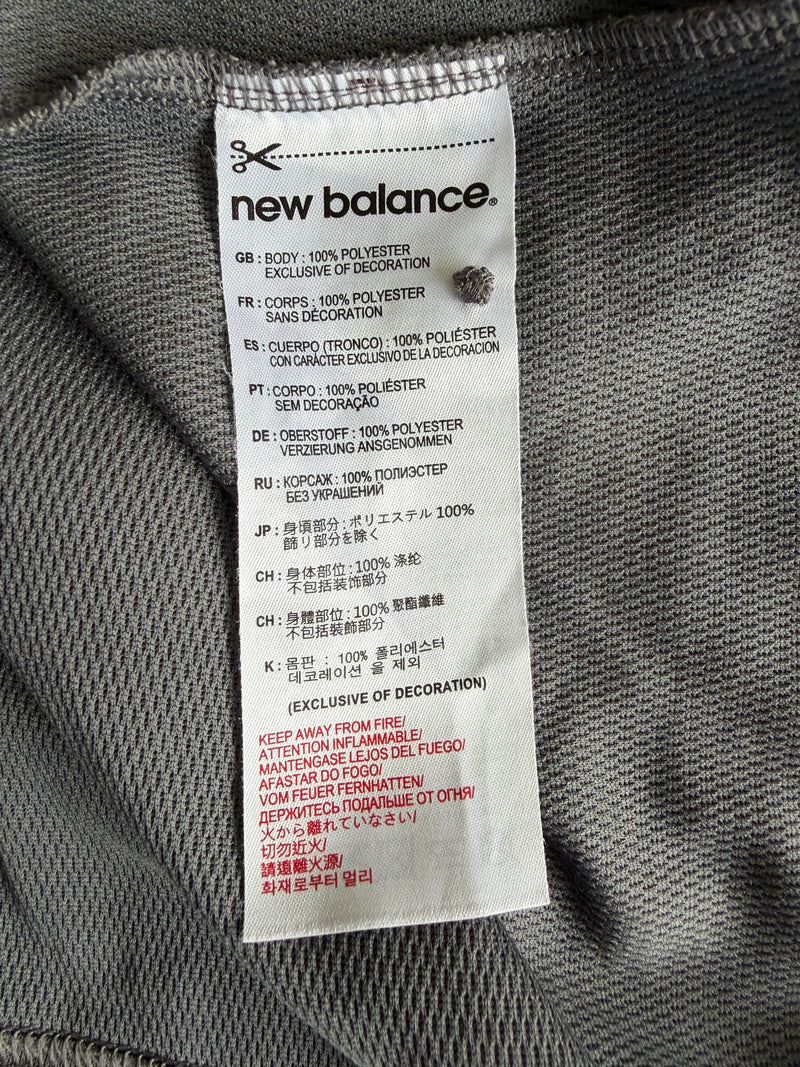 new balance®
GB : BODY : 100% POLYESTER
EXCLUSIVE OF DECORATION
FR : CORPS : 100% POLYESTER
SANS DÉCORATION
ES : CUERPO (TRONCO) : 100% POLIÉSTER
CON CARÁCTER EXCLUSIVO DE LA DECORACION
PT : CORPO : 100% POLIÉSTER
SEM DECORAÇÃO
DE : OBERSTOFF : 100% POLYESTER
VERZIERUNG ANSGENOMMEN
RU : КОРСАЖ : 100% ПОЛИЭСТЕР
БЕЗ УКРАШЕНИЙ
JP : 身頃部分 : ポリエステル 100%
飾り部分を除く
CH : 身体部位 : 100% 涤纶
不包括装饰部分
CH : 身體部位 : 100% 聚酯纖維
不包括裝飾部分
K : 몸판 : 100% 폴리에스터
데코레이션 을 제외
(EXCLUSIVE OF DECORATION)
KEEP AWAY FROM FIRE/
ATTENTION INFLAMMABLE/
MANTENGASE LEJOS DEL FUEGO/
AFASTAR DO FOGO/
VOM FEUER FERNHATTEN/
ДЕРЖИТЕСЬ ПОДАЛЬШЕ ОТ ОГНЯ/
火から離れていなさい/
切勿近火/
請遠離火源/
화재로부터 멀리